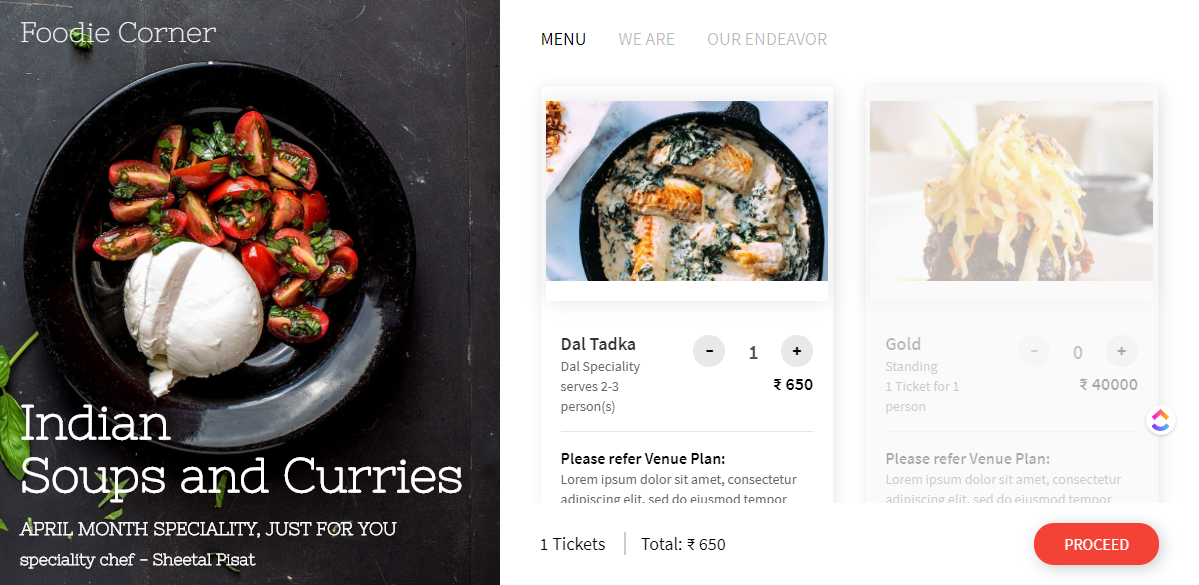 Foodie Corner
Indian
Soups and Curries
APRIL MONTH SPECIALITY, JUST FOR YOU
speciality chef - Sheetal Pisat
MENU WE ARE OUR ENDEAVOR
Dal Tadka
Dal Speciality
serves 2-3
person(s)
- 1 +
₹ 650
Please refer Venue Plan:
Lorem ipsum dolor sit amet, consectetur
adipiscing elit, sed do eiusmod tempor
Gold
Standing
1 Ticket for 1
person
- 0 +
₹ 40000
Please refer Venue Plan:
Lorem ipsum dolor sit amet, consectetur
adipiscing elit, sed do eiusmod tempor
1 Tickets Total: ₹ 650
PROCEED